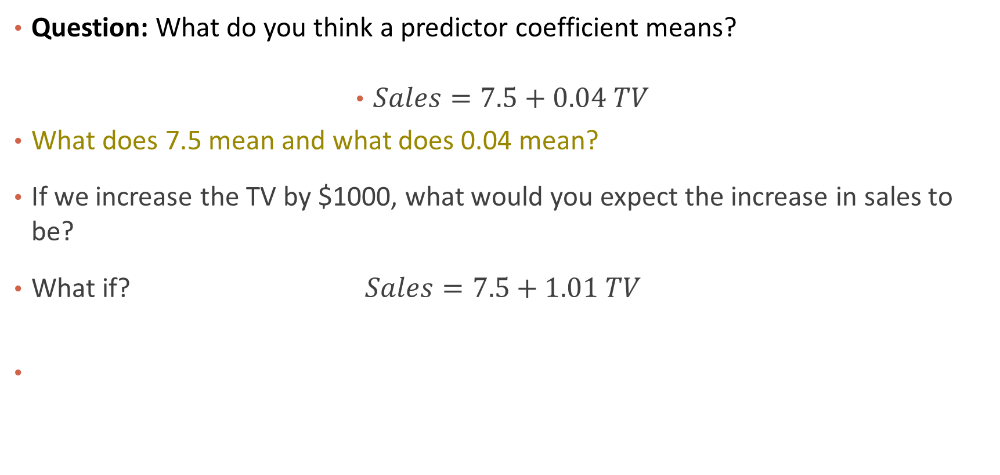 • Question: What do you think a predictor coefficient means?
• Sales = 7.5 + 0.04 TV
• What does 7.5 mean and what does 0.04 mean?
• If we increase the TV by $1000, what would you expect the increase in sales to
be?
• What if? Sales = 7.5 + 1.01 TV
•